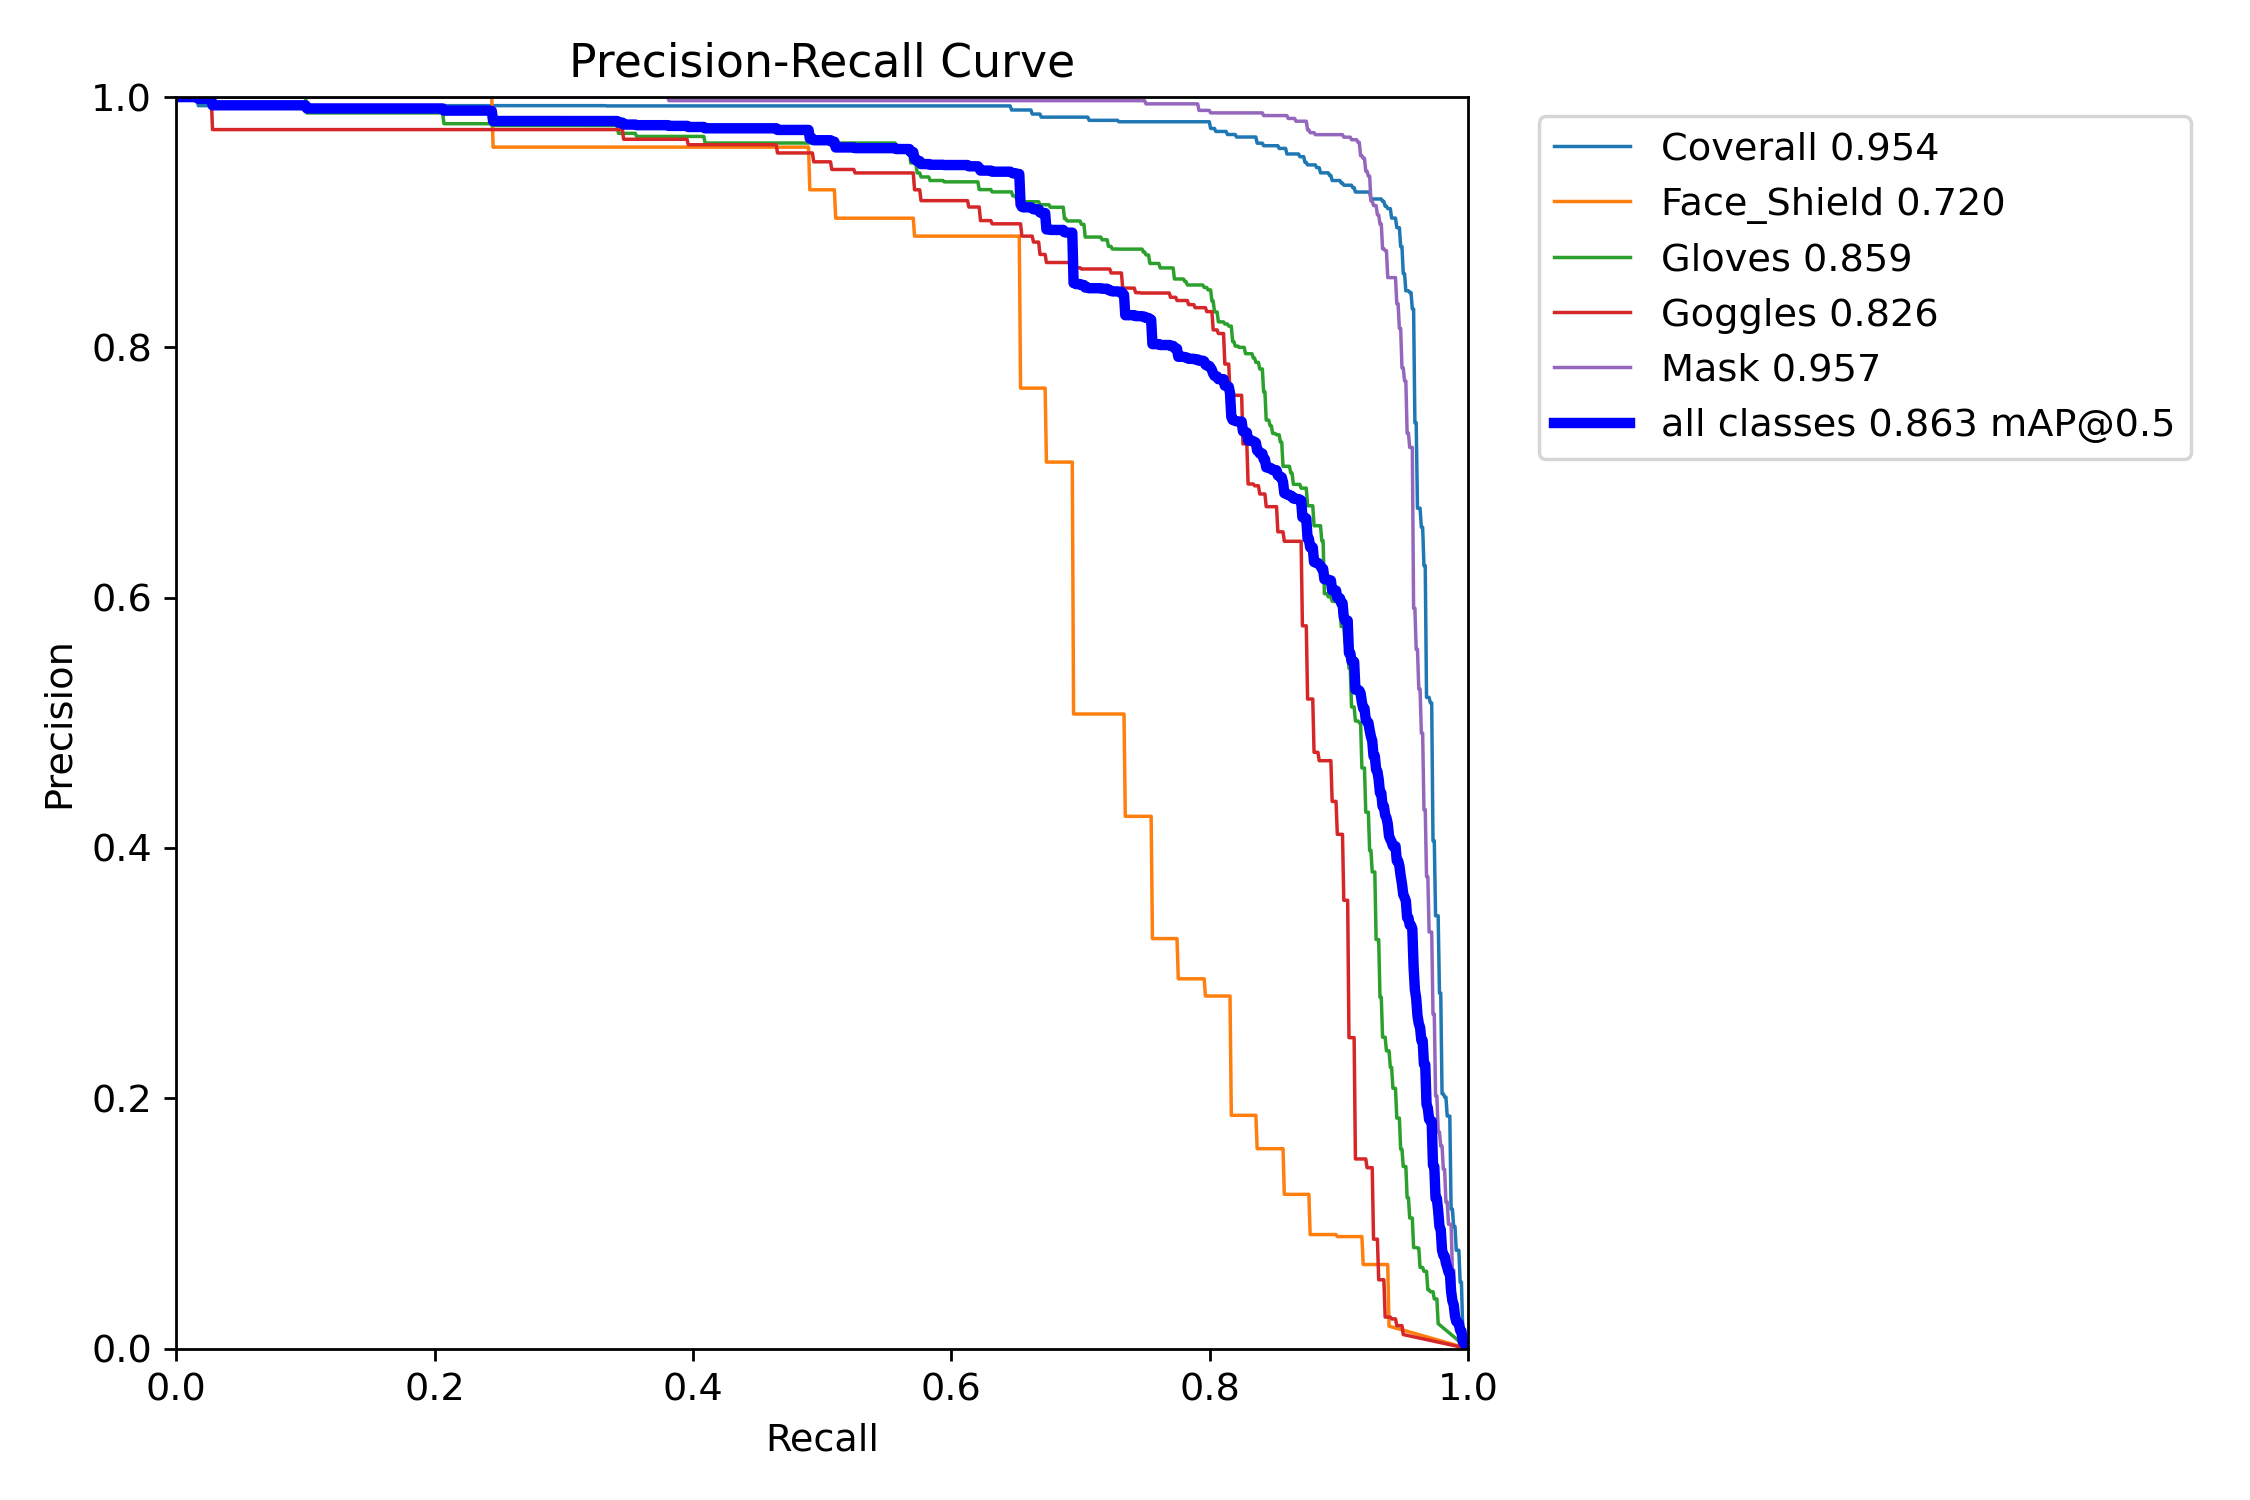 Precision-Recall Curve
1.0
0.8
0.6
0.4
0.2
0.0
Precision
0.0 0.2 0.4 0.6 0.8 1.0
Recall
Coverall 0.954
Face_Shield 0.720
Gloves 0.859
Goggles 0.826
Mask 0.957
all classes 0.863 mAP@0.5